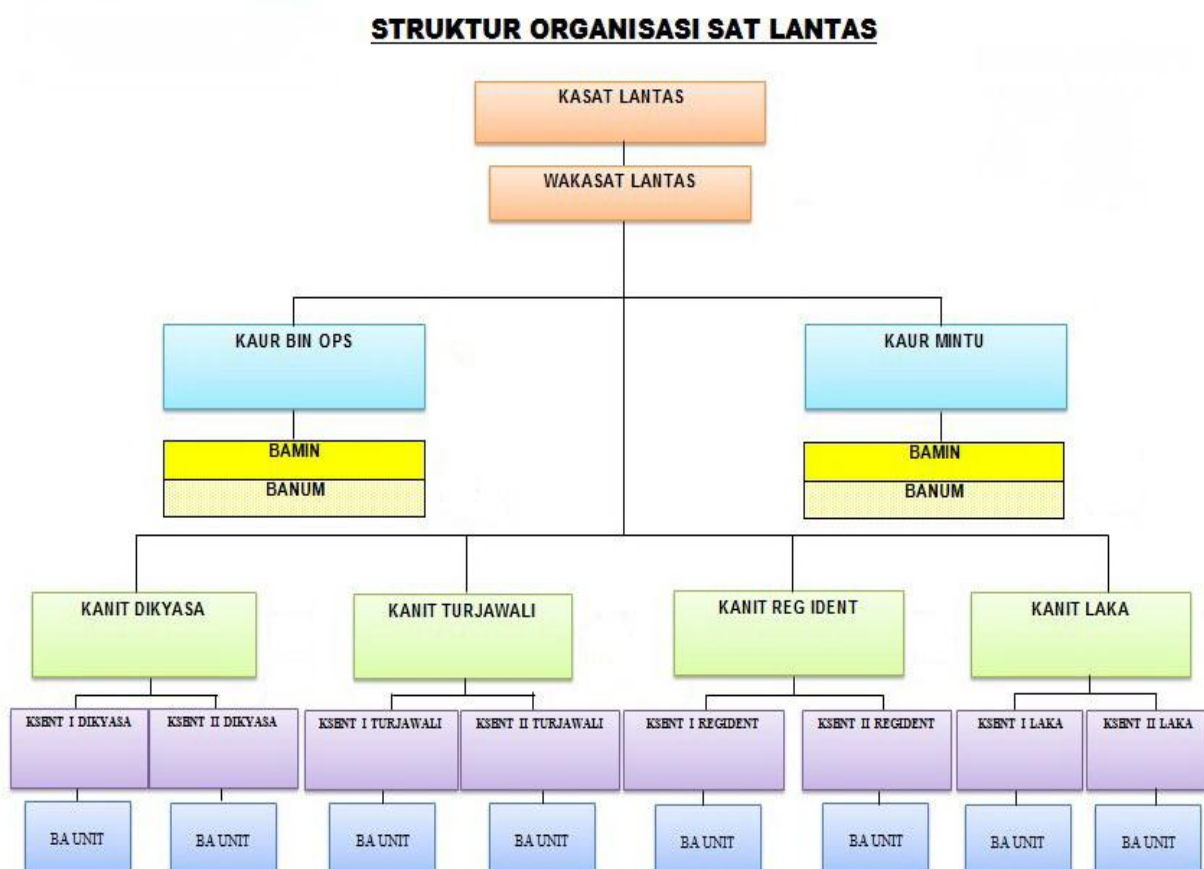 STRUKTUR ORGANISASI SAT LANTAS
KASAT LANTAS
WAKASAT LANTAS
KAUR BIN OPS
KAUR MINTU
BAMIN
BANUM
BAMIN
BANUM
KANIT DIKYASA
KANIT TURJAWALI
KANIT REG IDENT
KANIT LAKA
KSBNT I DIKYASA
KSBNT II DIKYASA
KSBNT I TURJAWALI
KSBNT II TURJAWALI
KSBNT I REGIDENT
KSBNT II REGIDENT
KSBNT I LAKA
KSBNT II LAKA
BA UNIT
BA UNIT
BA UNIT
BA UNIT
BA UNIT
BA UNIT
BA UNIT
BA UNIT